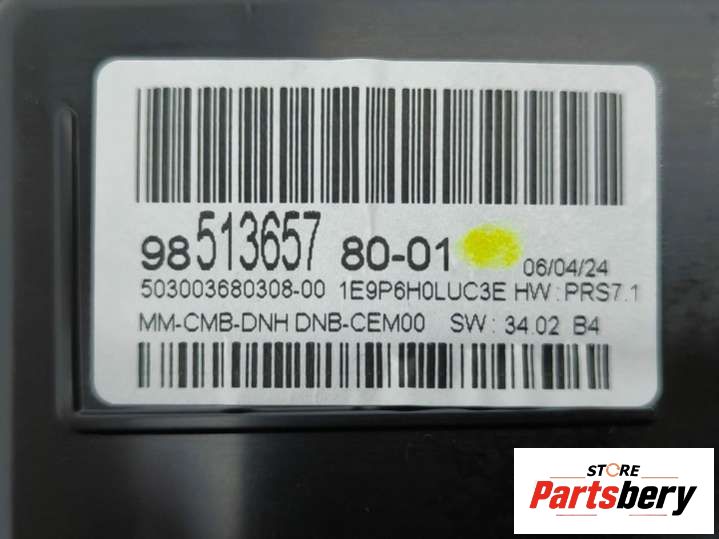 98 513657 80-01 06/04/24
503003680308-00 1E9P6H0LUC3E HW:PRS7.1
MM-CMB-DNH DNB-CEM00 SW: 34.02 B4
STORE
Partsbery